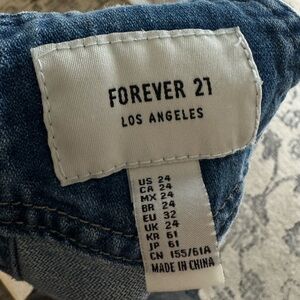 FOREVER 21
LOS ANGELES
US 24
CA 24
MX 24
BR 24
EU 32
UK 24
KR 61
JP 61
CN 155/61A
MADE IN CHINA